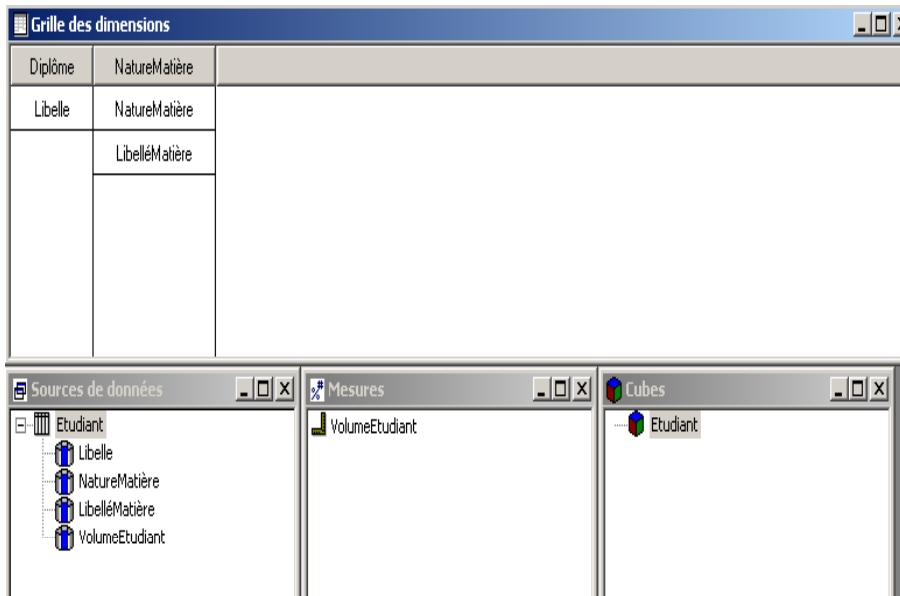 Grille des dimensions
Diplôme NatureMatière
Libelle NatureMatière
LibelléMatière
Sources de données
Etudiant
Libelle
NatureMatière
LibelléMatière
VolumeEtudiant
Mesures
VolumeEtudiant
Cubes
Etudiant